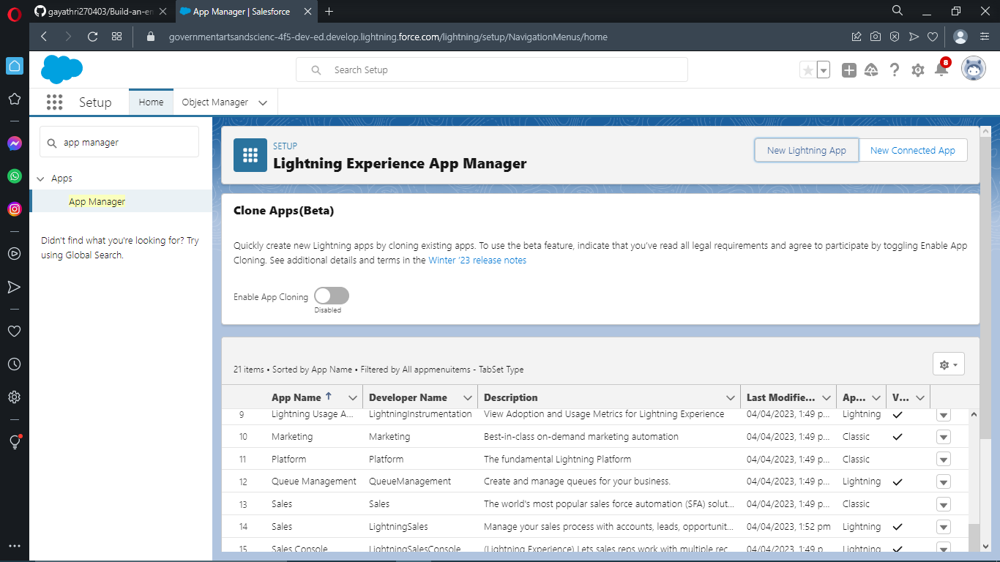 gayathri270403/Build-an-en
App Manager | Salesforce
governmentartsandscienc-4f5-dev-ed.develop.lightning.force.com/lightning/setup/NavigationMenus/home
Search Setup
8
Setup
Home
Object Manager
app manager
Apps
App Manager
Didn't find what you're looking for? Try
using Global Search.
SETUP
Lightning Experience App Manager
New Lightning App
New Connected App
Clone Apps(Beta)
Quickly create new Lightning apps by cloning existing apps. To use the beta feature, indicate that you've read all legal requirements and agree to participate by toggling Enable App
Cloning. See additional details and terms in the Winter '23 release notes
Enable App Cloning
Disabled
21 items • Sorted by App Name • Filtered by All appmenuitems - TabSet Type
App Name Developer Name Description Last Modifie... Ap... V...
9 Lightning Usage A... LightningInstrumentation View Adoption and Usage Metrics for Lightning Experience 04/04/2023, 1:49 p... Lightning
10 Marketing Marketing Best-in-class on-demand marketing automation 04/04/2023, 1:49 p... Classic
11 Platform Platform The fundamental Lightning Platform 04/04/2023, 1:49 p... Classic
12 Queue Management QueueManagement Create and manage queues for your business. 04/04/2023, 1:49 p... Lightning
13 Sales Sales The world's most popular sales force automation (SFA) solut... 04/04/2023, 1:49 p... Classic
14 Sales LightningSales Manage your sales process with accounts, leads, opportunit... 04/04/2023, 1:52 pm Lightning
15 Sales Console LightningSalesConsole (Lightning Experience) Lets sales reps work with multiple rec... 04/04/2023, 1:49 p... Lightning